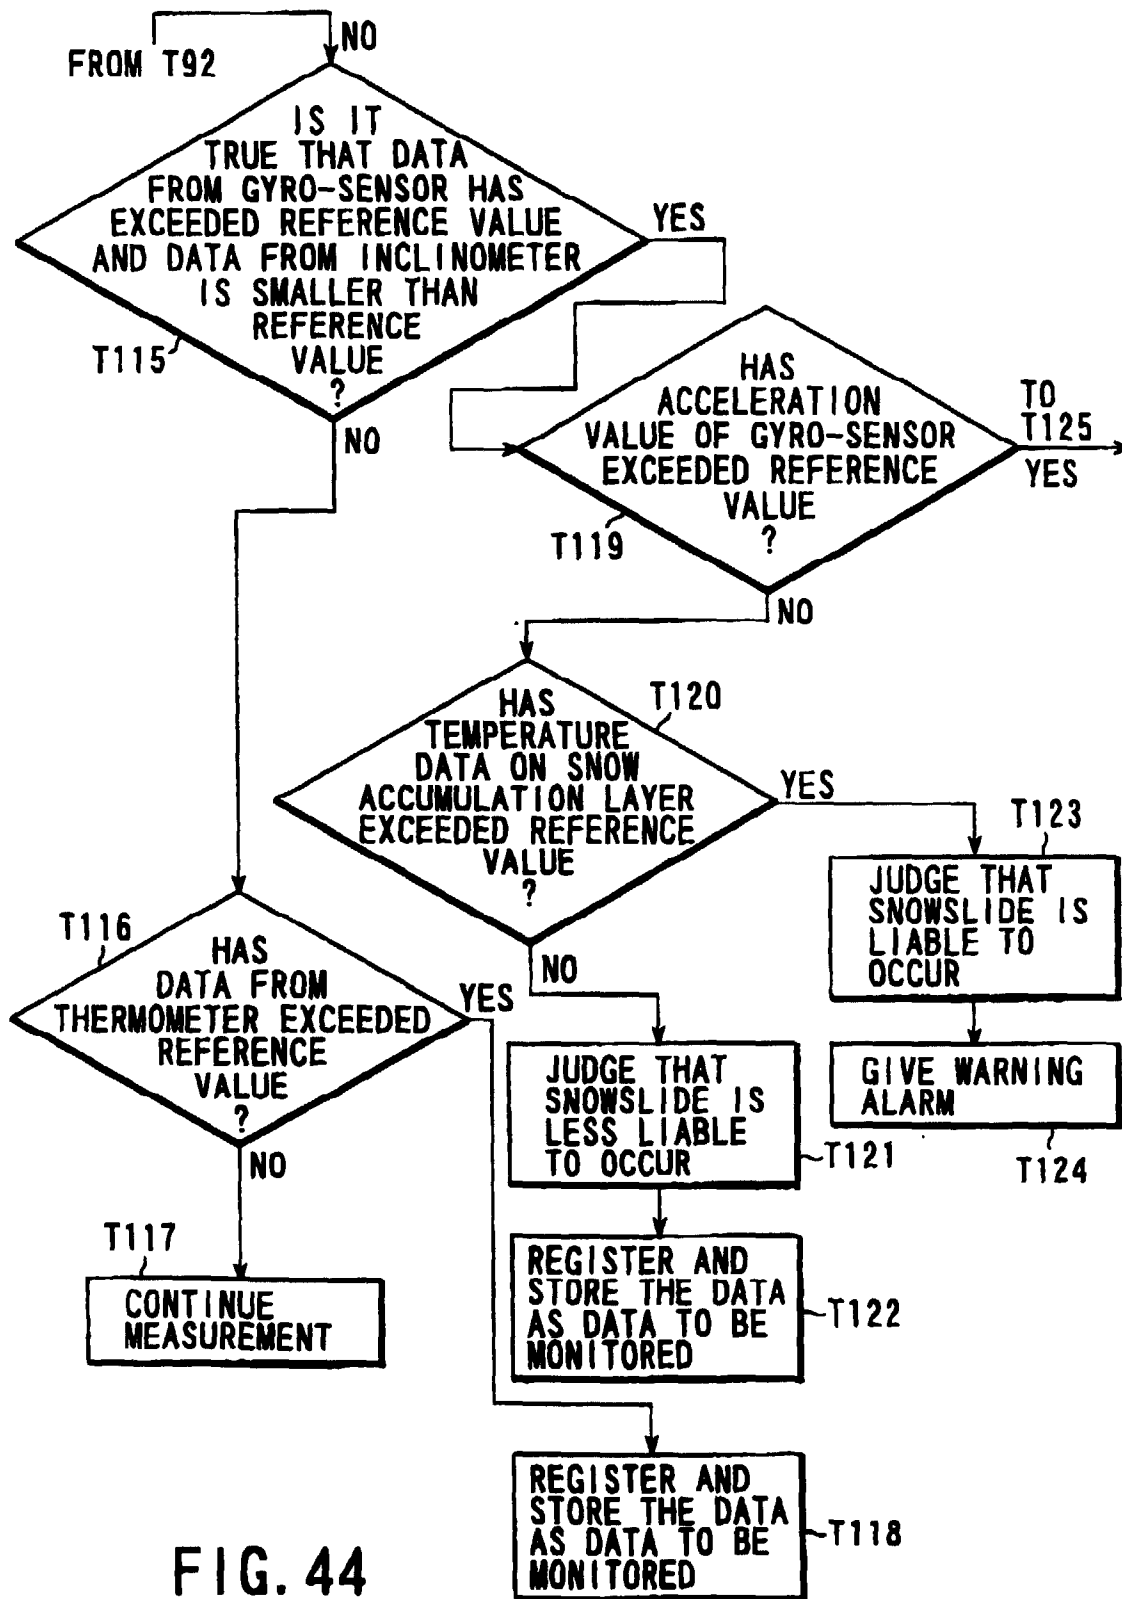 NO
FROM T92
IS IT
TRUE THAT DATA
FROM GYRO-SENSOR HAS
EXCEEDED REFERENCE VALUE
AND DATA FROM INCLINOMETER
IS SMALLER THAN
REFERENCE
VALUE
?
T115
YES
NO
HAS
ACCELERATION
VALUE OF GYRO-SENSOR
EXCEEDED REFERENCE
VALUE
?
T119
TO
T125
YES
NO
HAS
TEMPERATURE
DATA ON SNOW
ACCUMULATION LAYER
EXCEEDED REFERENCE
VALUE
?
T120
YES
NO
T123
JUDGE THAT
SNOWSLIDE IS
LIABLE TO
OCCUR
GIVE WARNING
ALARM
T124
T116
HAS
DATA FROM
THERMOMETER EXCEEDED
REFERENCE
VALUE
?
YES
NO
JUDGE THAT
SNOWSLIDE IS
LESS LIABLE
TO OCCUR
T121
T117
CONTINUE
MEASUREMENT
REGISTER AND
STORE THE DATA
AS DATA TO BE
MONITORED
T122
REGISTER AND
STORE THE DATA
AS DATA TO BE
MONITORED
T118
FIG. 44